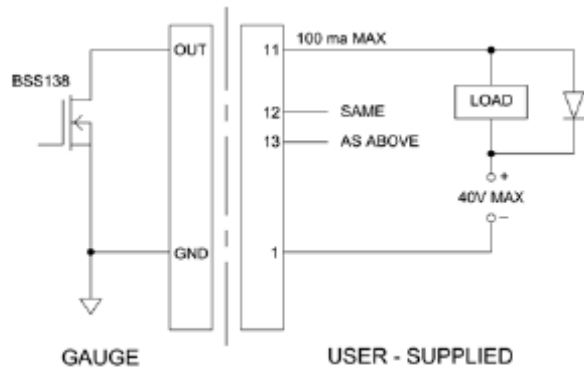 OUT
11
100 ma MAX
BSS138
LOAD
12
SAME
13
AS ABOVE
+
40V MAX
–
GND
1
GAUGE
USER - SUPPLIED